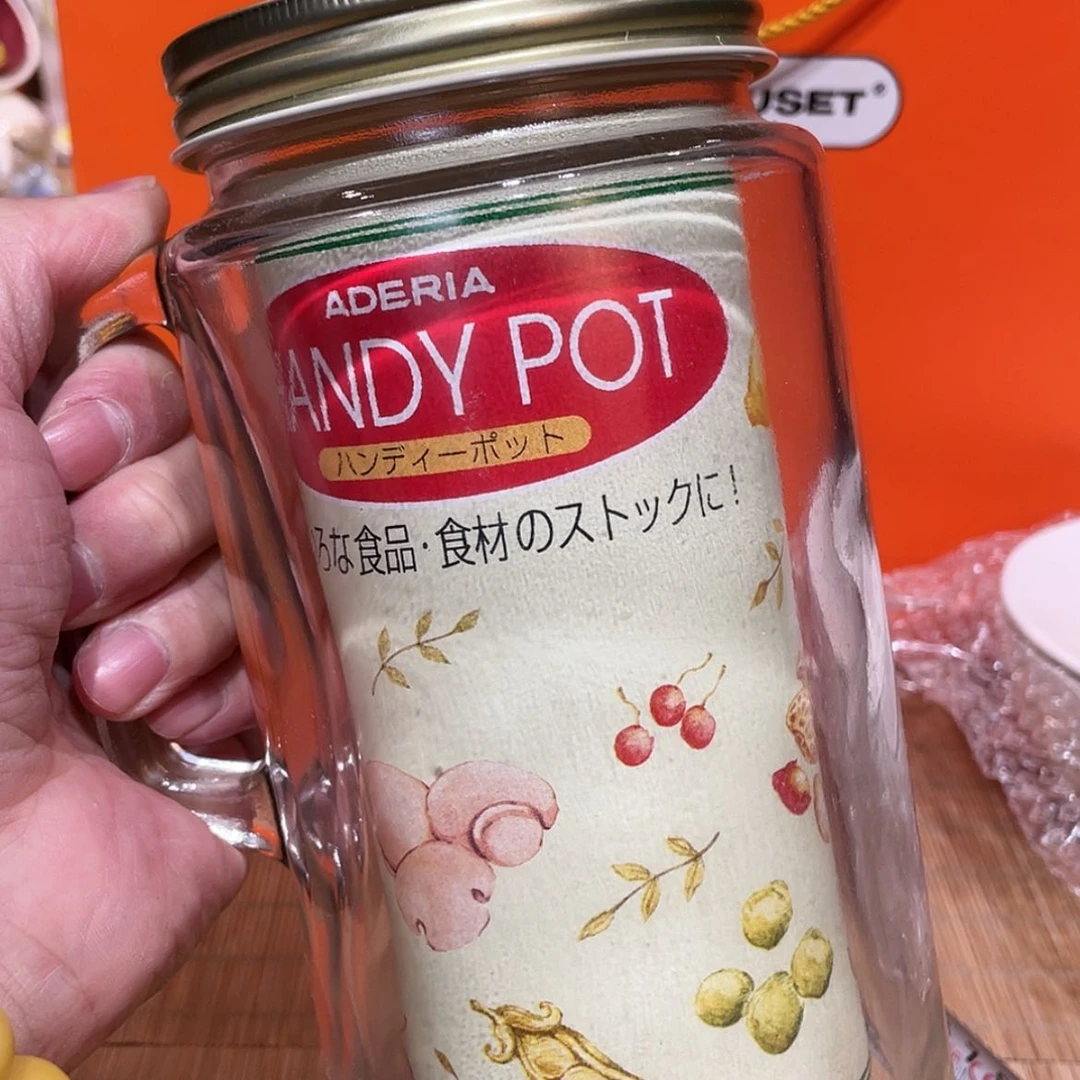 USET®
ADERIA
ANDY POT
ハンディーポット
ろな食品・食材のストックに!